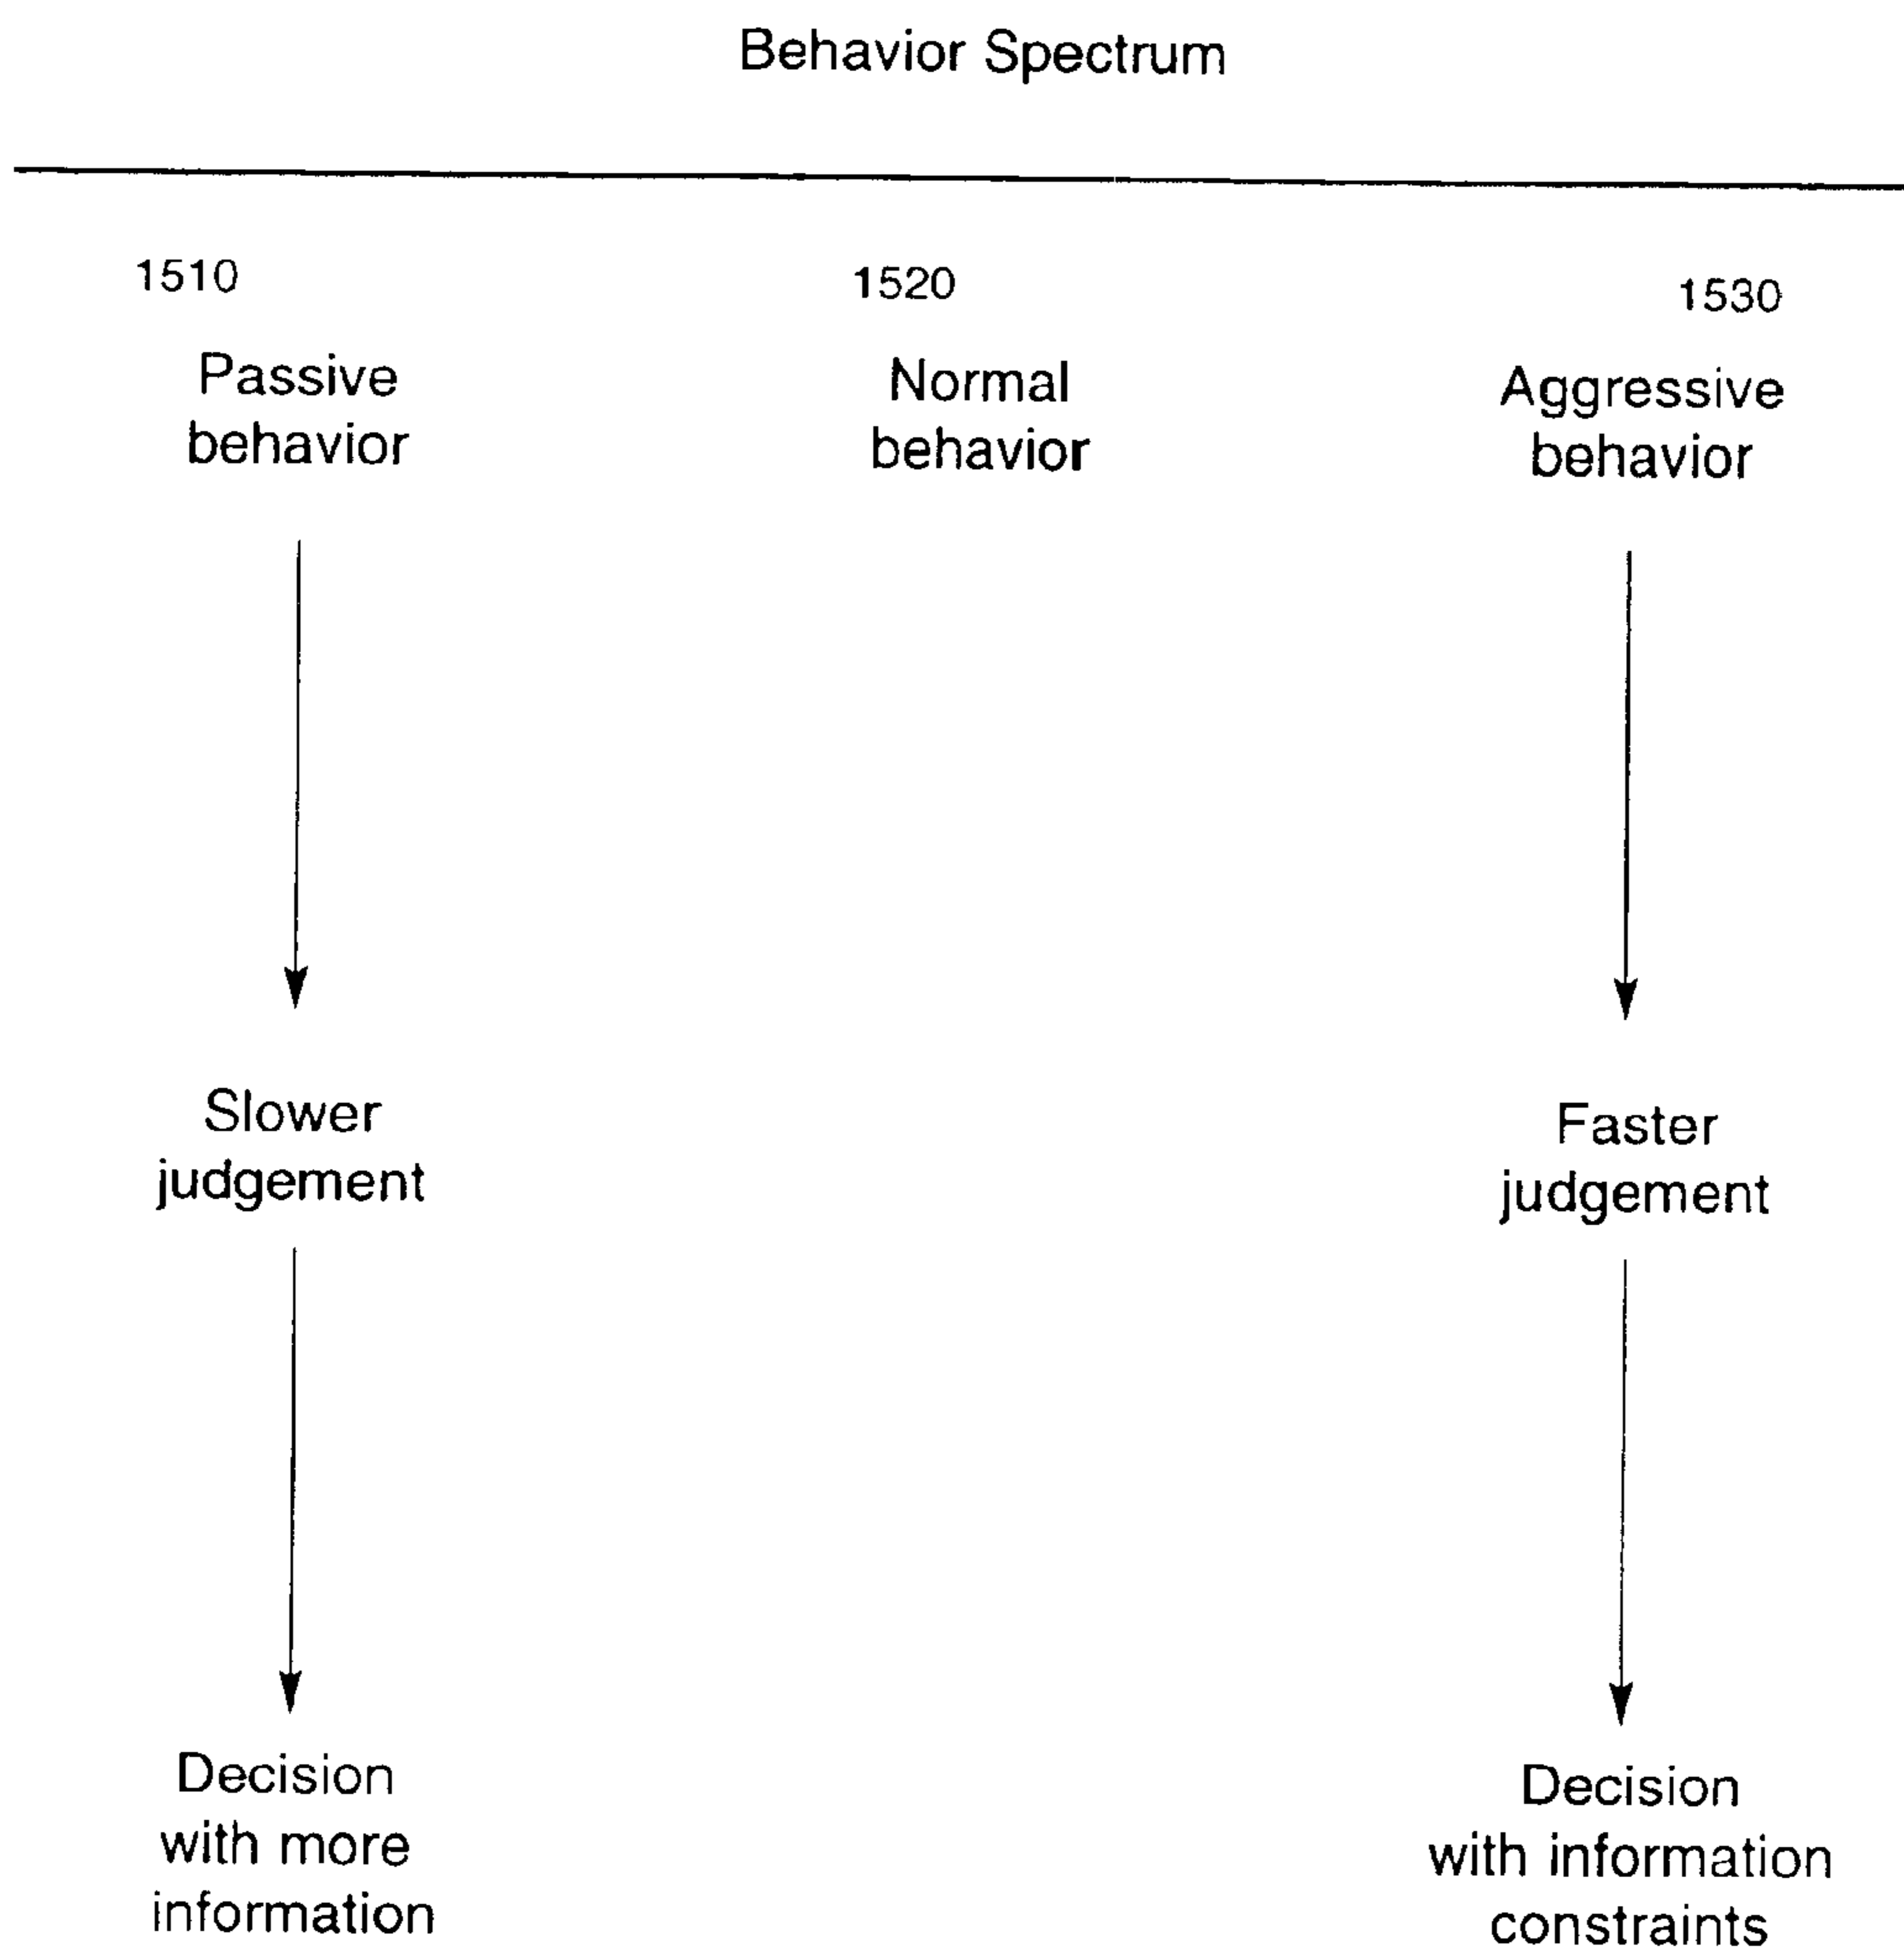 Behavior Spectrum
1510
1520
1530
Passive
behavior
Normal
behavior
Aggressive
behavior
Slower
judgement
Faster
judgement
Decision
with more
information
Decision
with information
constraints